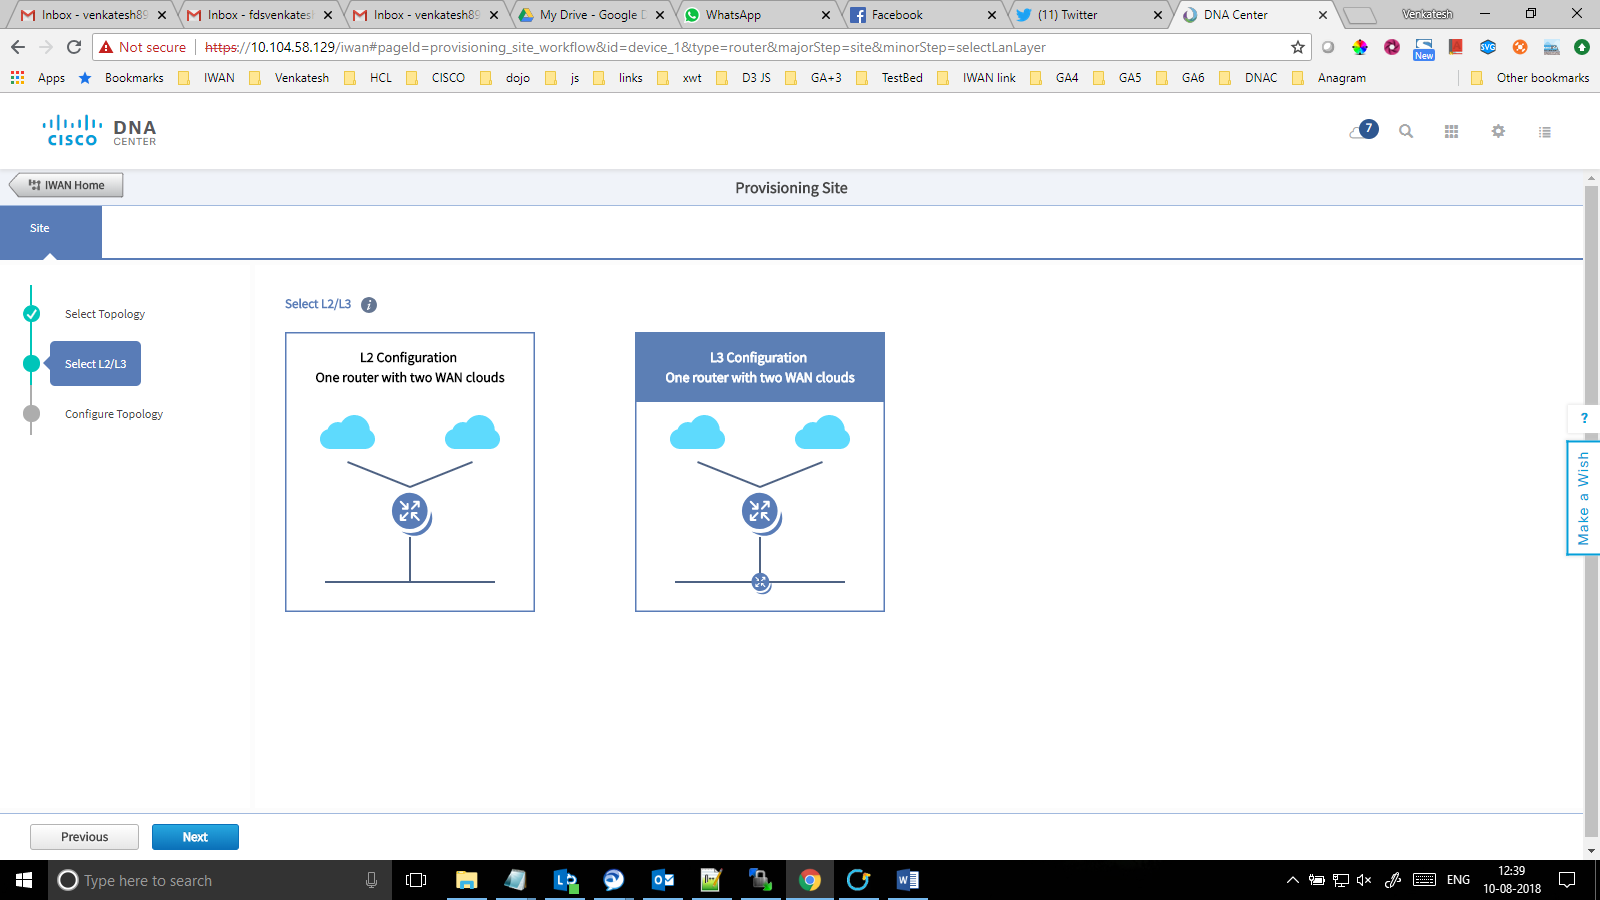 Inbox - venkatesh89
Inbox - fdsvenkatesh
Inbox - venkatesh89
My Drive - Google D
WhatsApp
Facebook
(11) Twitter
DNA Center
Venkatesh
Not secure
https://10.104.58.129/iwan#pageId=provisioning_site_workflow&id=device_1&type=router&majorStep=site&minorStep=selectLanLayer
SVG
New
Apps
Bookmarks
IWAN
Venkatesh
HCL
CISCO
dojo
js
links
xwt
D3 JS
GA+3
TestBed
IWAN link
GA4
GA5
GA6
DNAC
Anagram
Other bookmarks
CISCO
DNA
CENTER
7
IWAN Home
Provisioning Site
Site
Select Topology
Select L2/L3
Configure Topology
Select L2/L3
i
L2 Configuration
One router with two WAN clouds
L3 Configuration
One router with two WAN clouds
?
Make a Wish
Previous
Next
Type here to search
ENG
12:39
10-08-2018